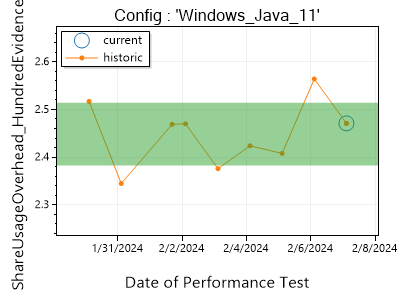 Config : 'Windows_Java_11'
current
historic
ShareUsageOverhead_HundredEvidence
2.6
2.5
2.4
2.3
1/31/2024
2/2/2024
2/4/2024
2/6/2024
2/8/2024
Date of Performance Test